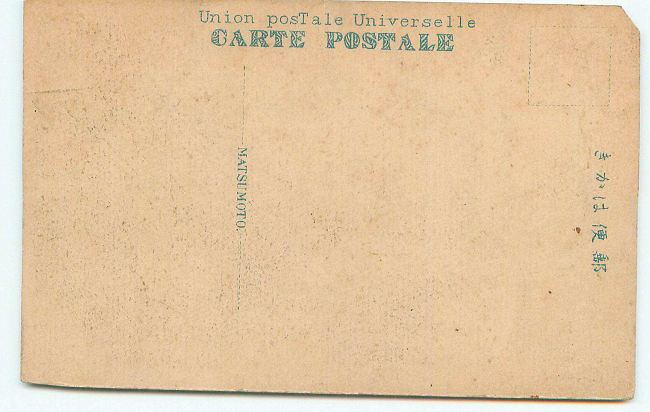 Union posTale Universelle
CARTE POSTALE
MATSUMOTO.
きかは便郵